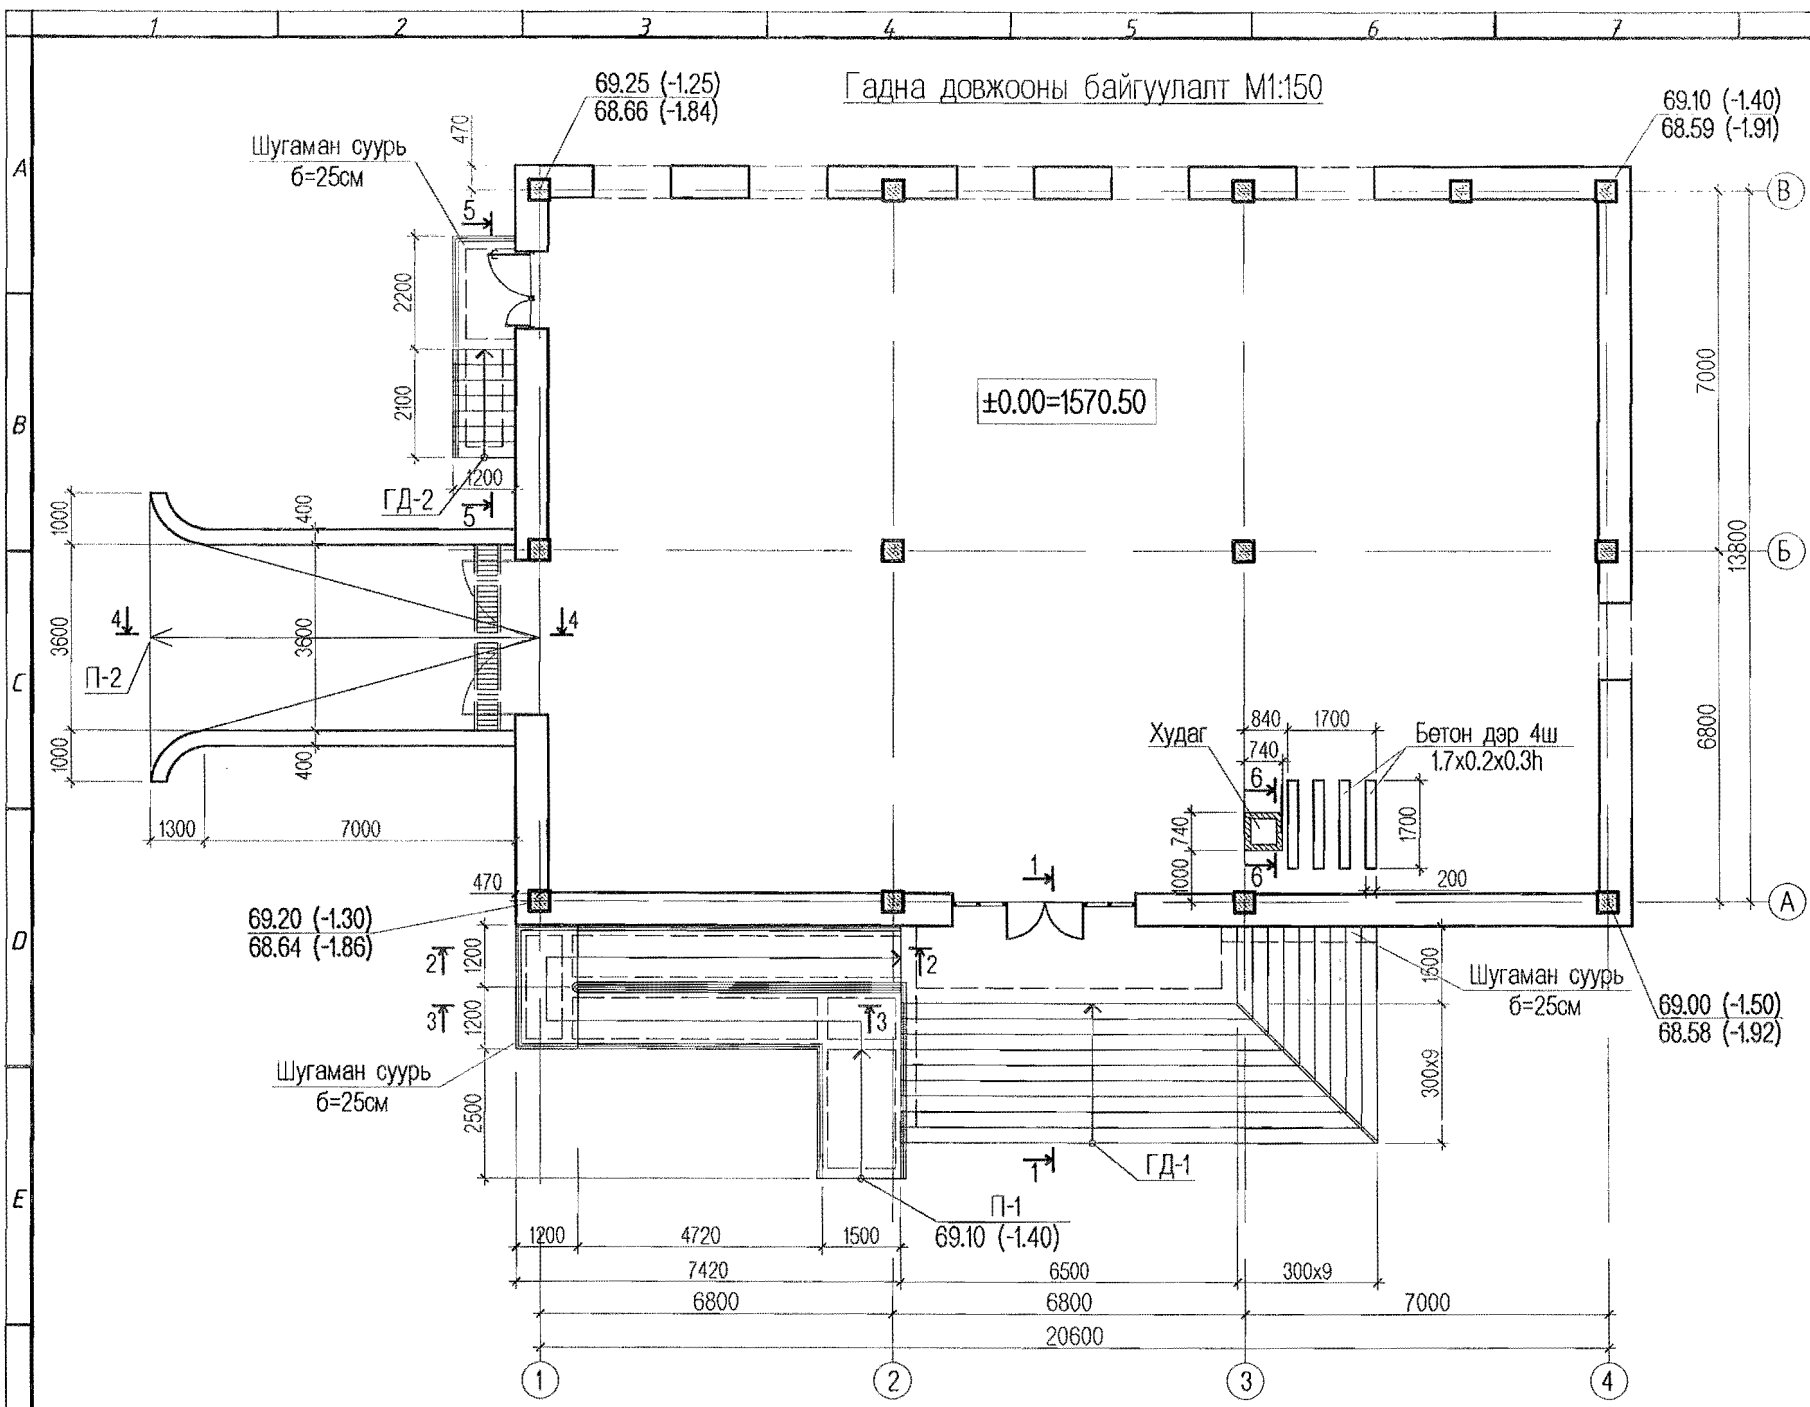 1 2 3 4 5 6 7
Гадна довжооны байгуулалт М1:150
69.25 (-1.25)
68.66 (-1.84)
69.10 (-1.40)
68.59 (-1.91)
470
Шугаман суурь
б=25см
A
В
5
2200
7000
±0.00=1570.50
2100
B
1200
ГД-2
5
1000
400
Б
13800
4
4
3600
3600
П-2
C
6800
840
1700
Худаг
740
Бетон дэр 4ш
1.7x0.2x0.3h
6
1000
400
1300
7000
740
1700
1
1000
6
200
470
А
69.20 (-1.30)
68.64 (-1.86)
D
2
2
1200
1500
Шугаман суурь
б=25см
3
3
1200
69.00 (-1.50)
68.58 (-1.92)
Шугаман суурь
б=25см
2500
300x9
1
ГД-1
E
П-1
69.10 (-1.40)
1200
4720
1500
7420
6500
300x9
6800
6800
7000
20600
1 2 3 4